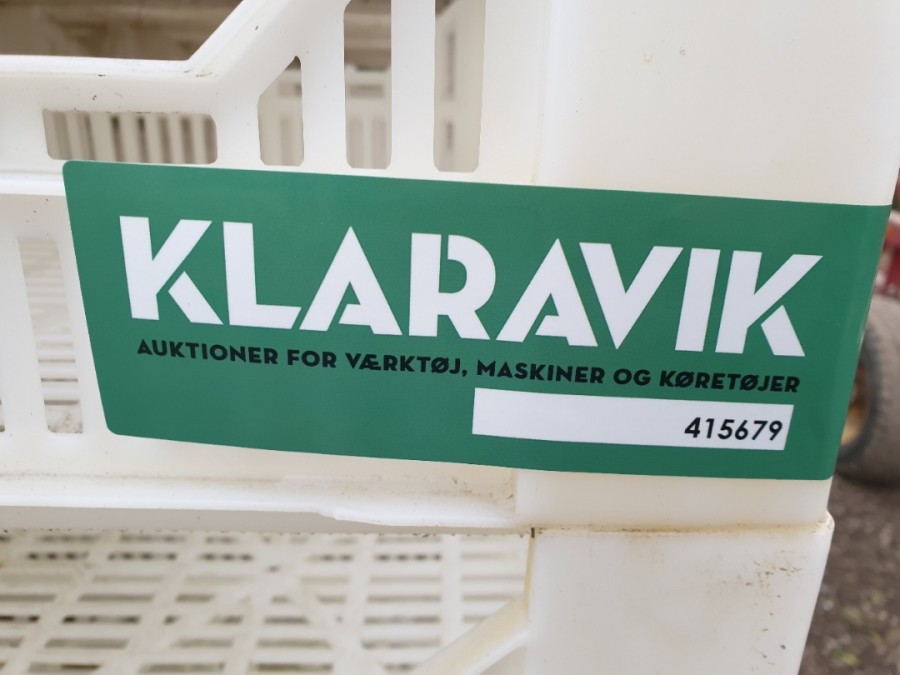 KLARAVIK
AUKTIONER FOR VÆRKTØJ, MASKINER OG KØRETØJER
415679